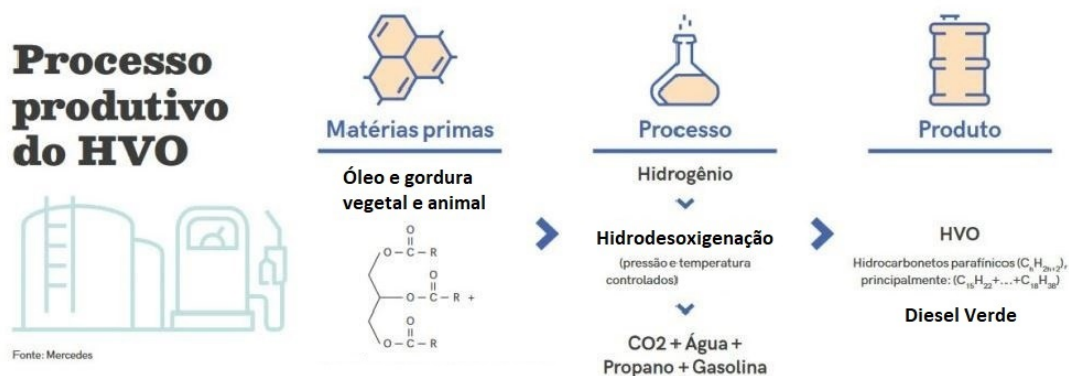 Processo
produtivo
do HVO
Fonte: Mercedes
Matérias primas
Óleo e gordura
vegetal e animal
O
O—C—R
O
O—C—R +
O
O—C—R
Processo
Hidrogênio
Hidrodesoxigenação
(pressão e temperatura
controlados)
CO2 + Água +
Propano + Gasolina
Produto
HVO
Hidrocarbonetos parafínicos (CₙH₂ₙ₊₂),
principalmente: (C₁₅H₂₂+...+C₁₈H₃₈)
Diesel Verde